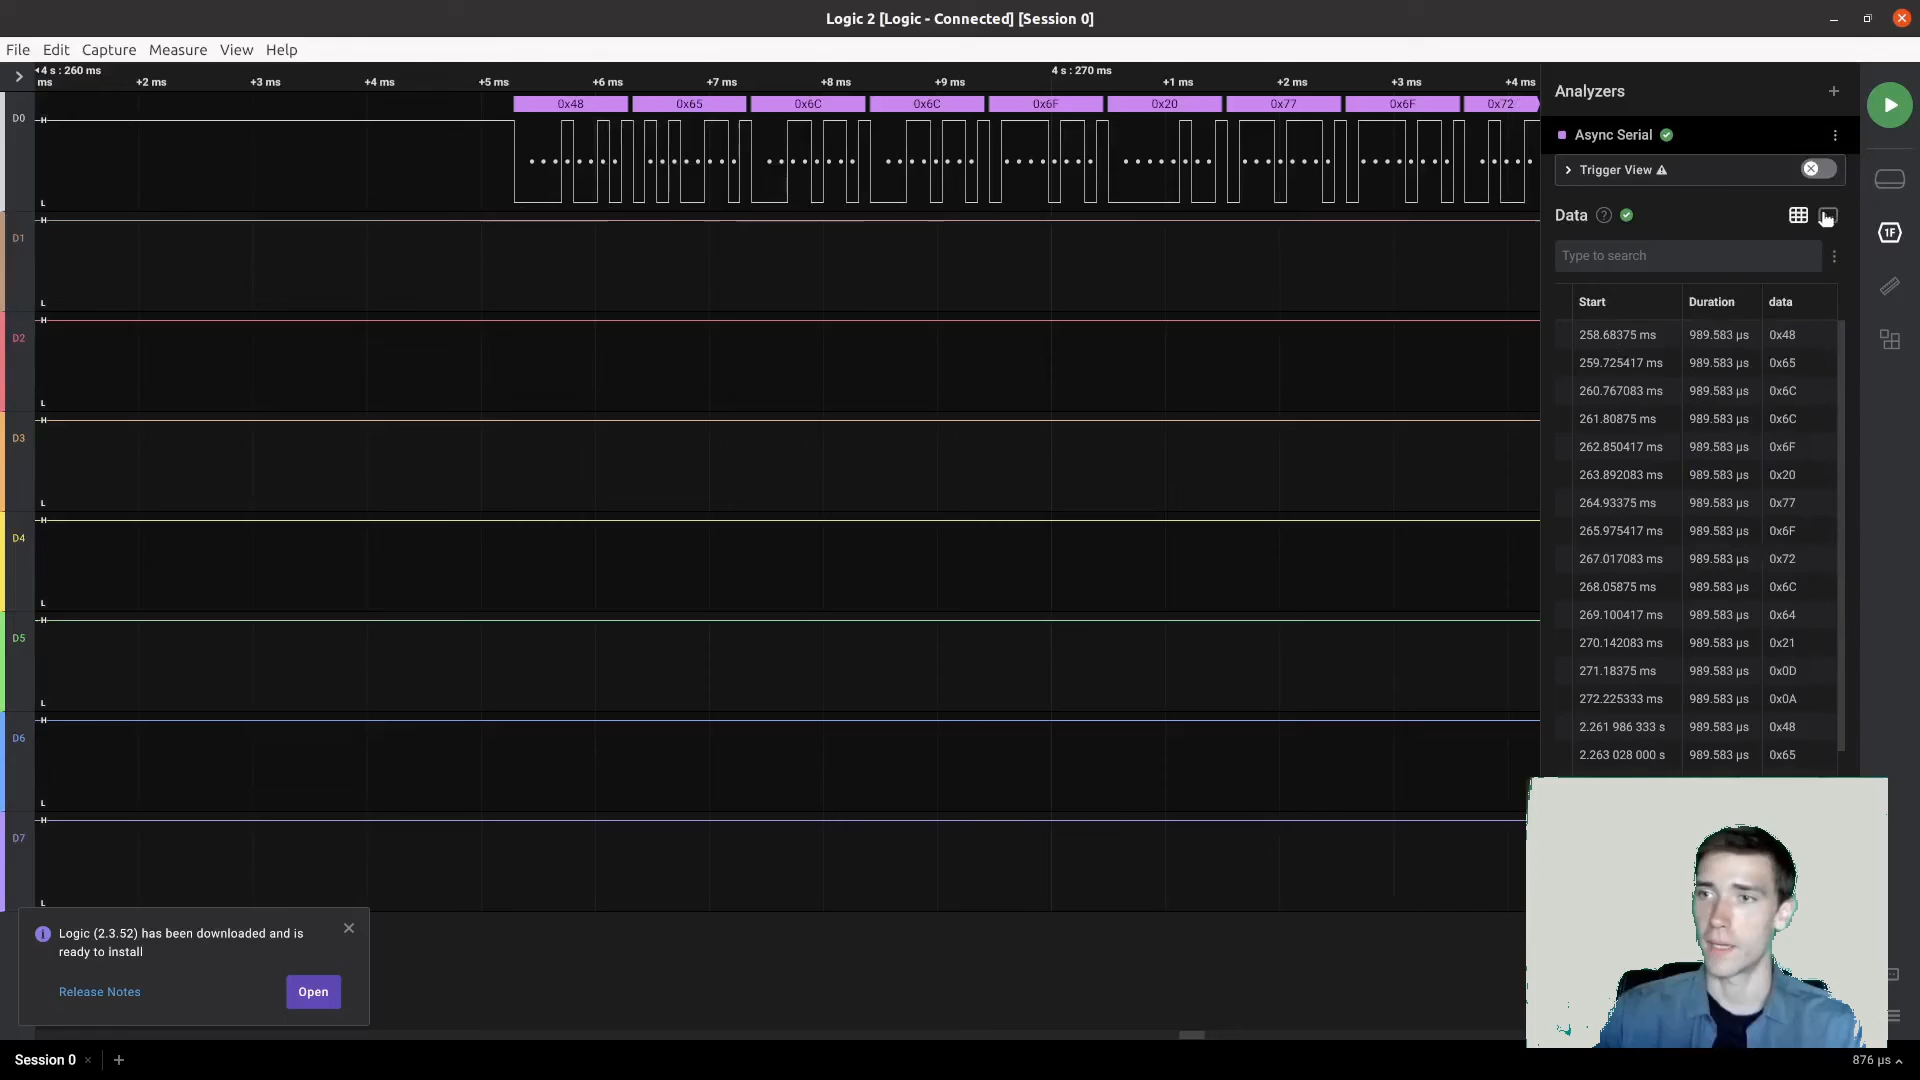 Logic 2 [Logic - Connected] [Session 0]
File Edit Capture Measure View Help
4 s : 260 ms
4 s : 270 ms
ms +2 ms +3 ms +4 ms +5 ms +6 ms +7 ms +8 ms +9 ms +1 ms +2 ms +3 ms +4 ms
0x48 0x65 0x6C 0x6C 0x6F 0x20 0x77 0x6F 0x72
D0 H
L
H
D1
L
H
D2
L
H
D3
L
H
D4
L
H
D5
L
H
D6
L
H
D7
L
Analyzers
Async Serial
Trigger View
Data ?
1F
Type to search
Start Duration data
258.68375 ms 989.583 µs 0x48
259.725417 ms 989.583 µs 0x65
260.767083 ms 989.583 µs 0x6C
261.80875 ms 989.583 µs 0x6C
262.850417 ms 989.583 µs 0x6F
263.892083 ms 989.583 µs 0x20
264.93375 ms 989.583 µs 0x77
265.975417 ms 989.583 µs 0x6F
267.017083 ms 989.583 µs 0x72
268.05875 ms 989.583 µs 0x6C
269.100417 ms 989.583 µs 0x64
270.142083 ms 989.583 µs 0x21
271.18375 ms 989.583 µs 0x0D
272.225333 ms 989.583 µs 0x0A
2.261 986 333 s 989.583 µs 0x48
2.263 028 000 s 989.583 µs 0x65
Logic (2.3.52) has been downloaded and is
ready to install
Release Notes Open
Session 0
876 µs